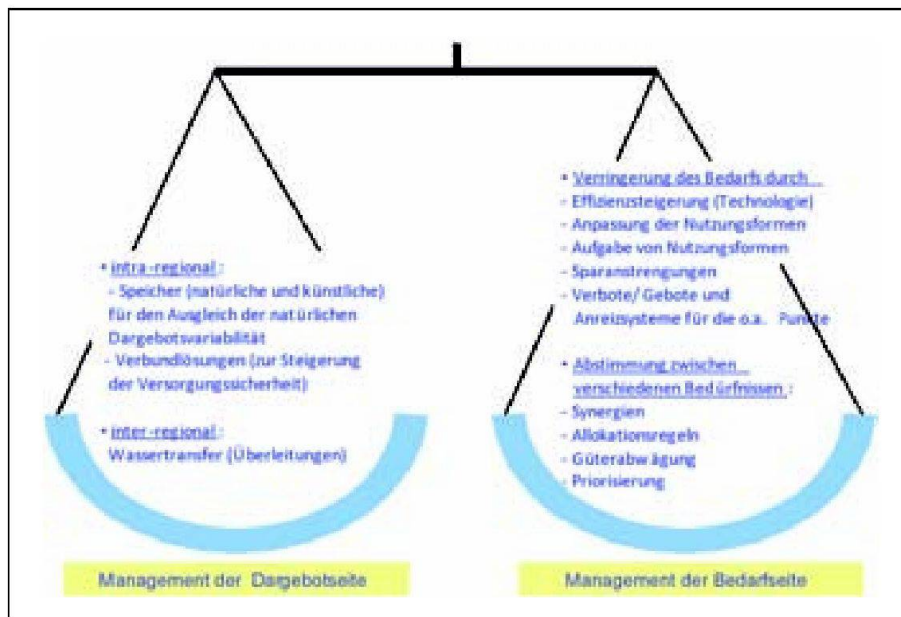 • intra-regional:
- Speicher (natürliche und künstliche)
für den Ausgleich der natürlichen
Dargebotsvariabilität
- Verbundlösungen (zur Steigerung
der Versorgungssicherheit)
• inter-regional:
Wassertransfer (Überleitungen)
Management der Dargebotseite
• Verringerung des Bedarfs durch
- Effizienzsteigerung (Technologie)
- Anpassung der Nutzungsformen
- Aufgabe von Nutzungsformen
- Sparanstrengungen
- Verbote/ Gebote und
Anreizsysteme für die o.a. Punkte
• Abstimmung zwischen
verschiedenen Bedürfnissen:
- Synergien
- Allokationsregeln
- Güterabwägung
- Priorisierung
Management der Bedarfseite